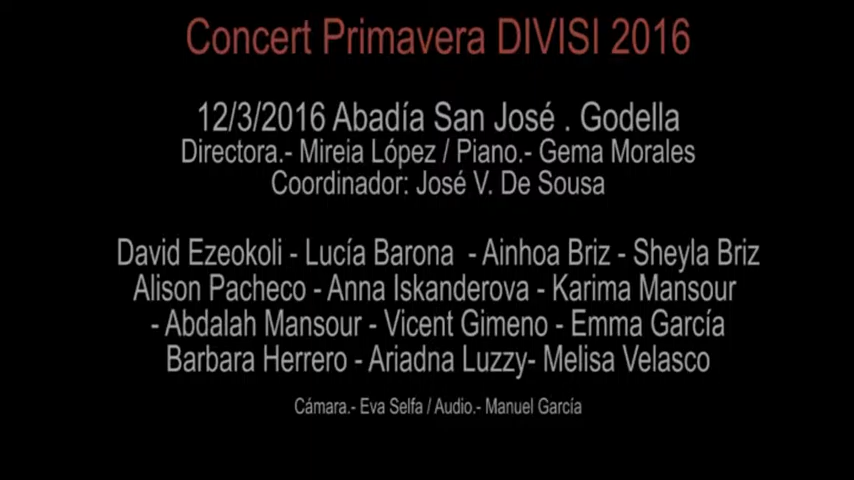 Concert Primavera DIVISI 2016
12/3/2016 Abadía San José . Godella
Directora.- Mireia López / Piano.- Gema Morales
Coordinador: José V. De Sousa
David Ezeokoli - Lucía Barona - Ainhoa Briz - Sheyla Briz
Alison Pacheco - Anna Iskanderova - Karima Mansour
- Abdalah Mansour - Vicent Gimeno - Emma García
Barbara Herrero - Ariadna Luzzy- Melisa Velasco
Cámara.- Eva Selfa / Audio.- Manuel García